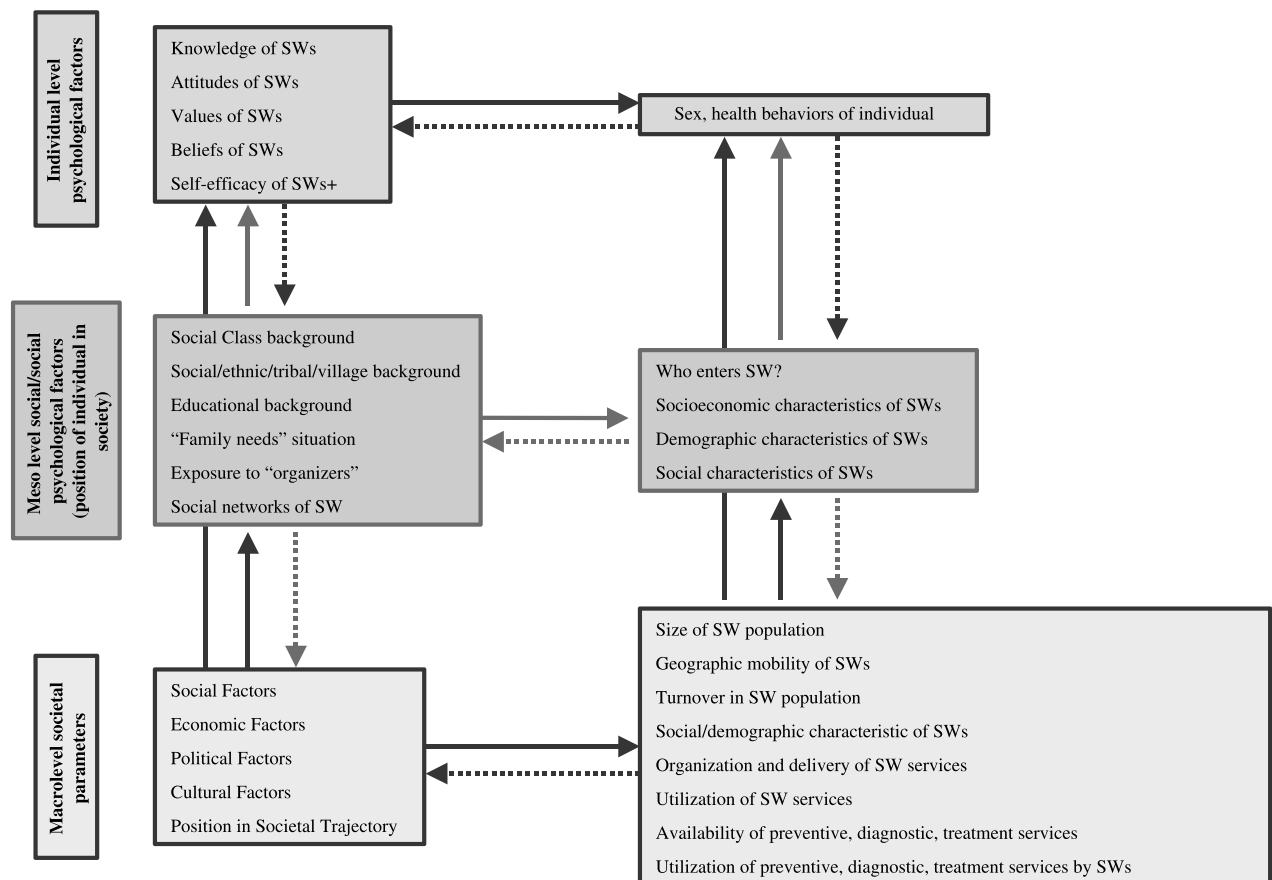 Individual level
psychological factors
Knowledge of SWs
Attitudes of SWs
Values of SWs
Beliefs of SWs
Self-efficacy of SWs+
Sex, health behaviors of individual
Meso level social/social
psychological factors
(position of individual in
society)
Social Class background
Social/ethnic/tribal/village background
Educational background
“Family needs” situation
Exposure to “organizers”
Social networks of SW
Who enters SW?
Socioeconomic characteristics of SWs
Demographic characteristics of SWs
Social characteristics of SWs
Macrolevel societal
parameters
Social Factors
Economic Factors
Political Factors
Cultural Factors
Position in Societal Trajectory
Size of SW population
Geographic mobility of SWs
Turnover in SW population
Social/demographic characteristic of SWs
Organization and delivery of SW services
Utilization of SW services
Availability of preventive, diagnostic, treatment services
Utilization of preventive, diagnostic, treatment services by SWs